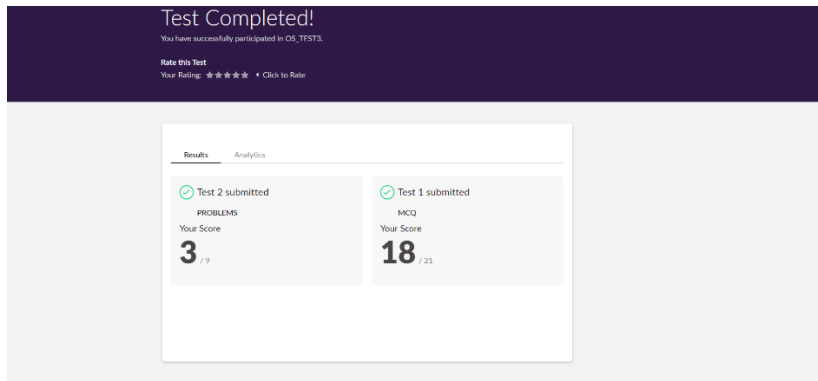 Test Completed!
You have successfully participated in OS_TEST3.
Rate this Test
Your Rating: ★★★★★ ◂ Click to Rate
Results Analytics
Test 2 submitted
PROBLEMS
Your Score
3 / 9
Test 1 submitted
MCQ
Your Score
18 / 21